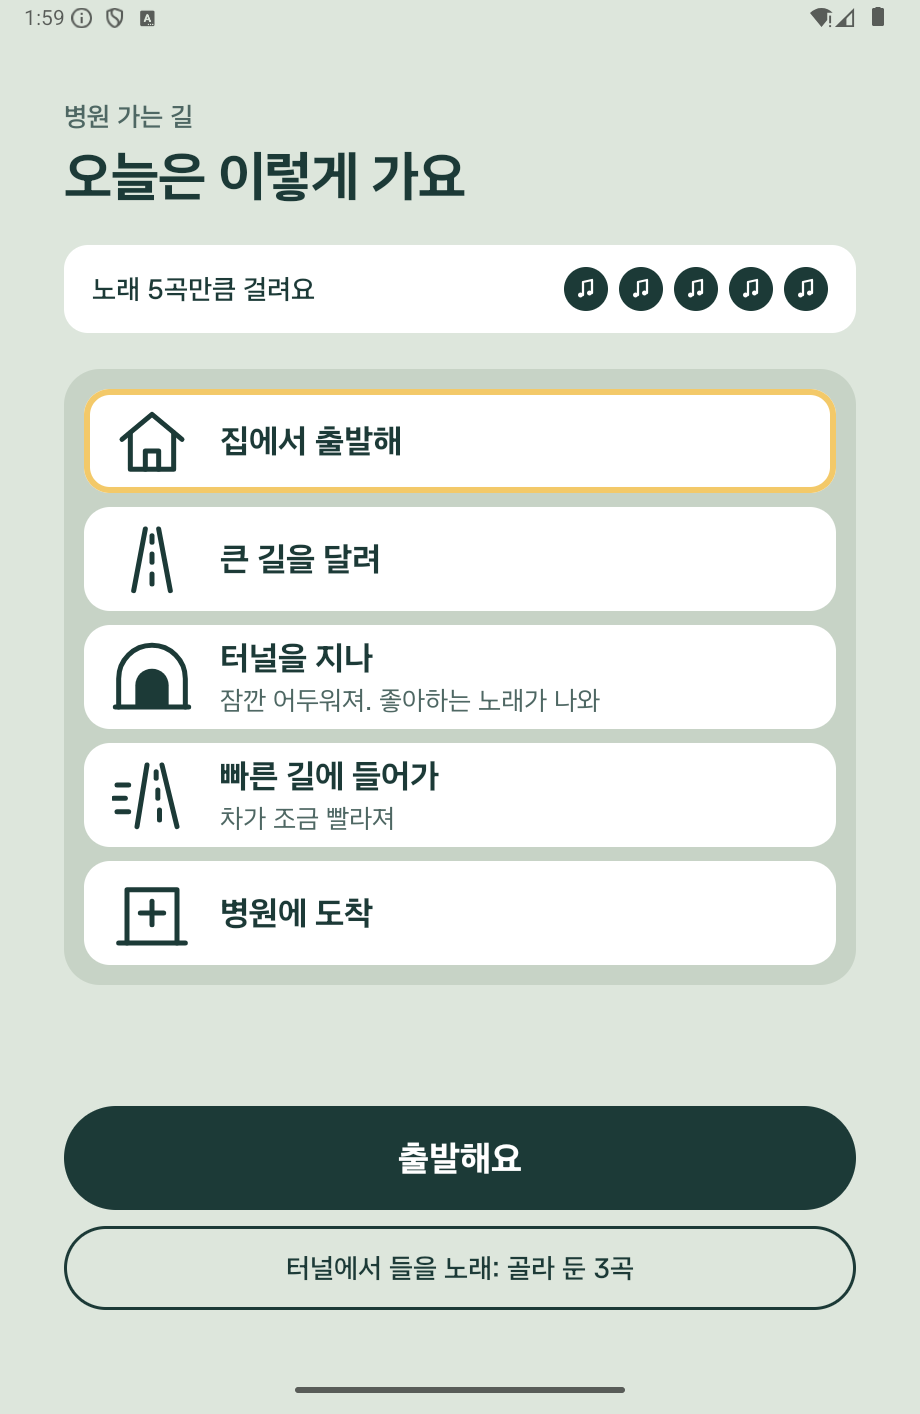 1:59
병원 가는 길
오늘은 이렇게 가요
노래 5곡만큼 걸려요
집에서 출발해
큰 길을 달려
터널을 지나
잠깐 어두워져. 좋아하는 노래가 나와
빠른 길에 들어가
차가 조금 빨라져
병원에 도착
출발해요
터널에서 들을 노래: 골라 둔 3곡